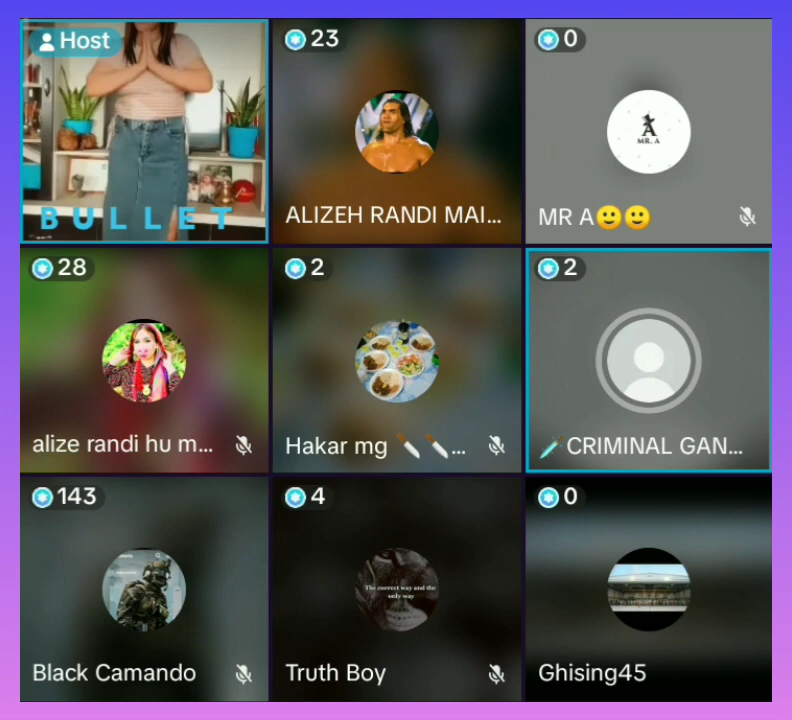 Host
23
0
BULLET
ALIZEH RANDI MAI...
MR. A
MR A🙂🙂
28
2
2
alize randi hu m...
Hakar mg 🔪🔪...
🗡️CRIMINAL GAN...
143
4
0
The correct way and the
only way
Black Camando
Truth Boy
Ghising45